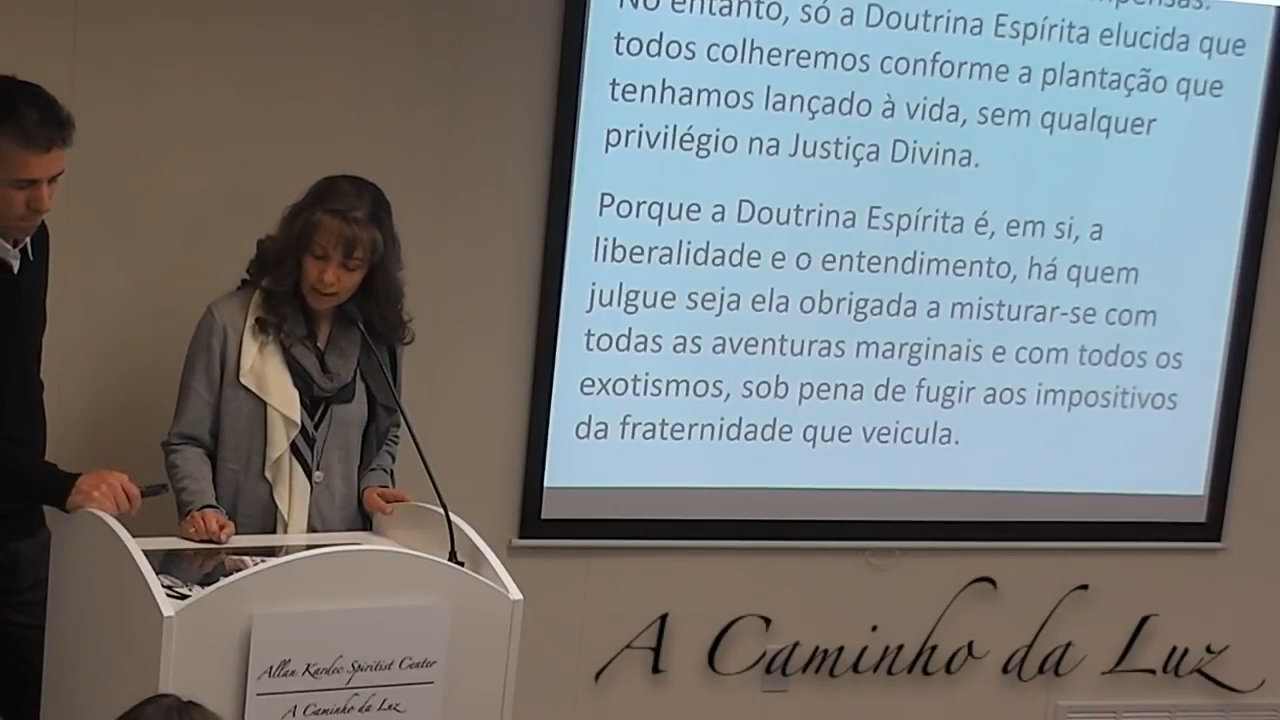 No entanto, só a Doutrina Espírita elucida que
todos colheremos conforme a plantação que
tenhamos lançado à vida, sem qualquer
privilégio na Justiça Divina.
Porque a Doutrina Espírita é, em si, a
liberalidade e o entendimento, há quem
julgue seja ela obrigada a misturar-se com
todas as aventuras marginais e com todos os
exotismos, sob pena de fugir aos impositivos
da fraternidade que veicula.
A Caminho da Luz
Allan Kardec Spiritist Center
A Caminho da Luz